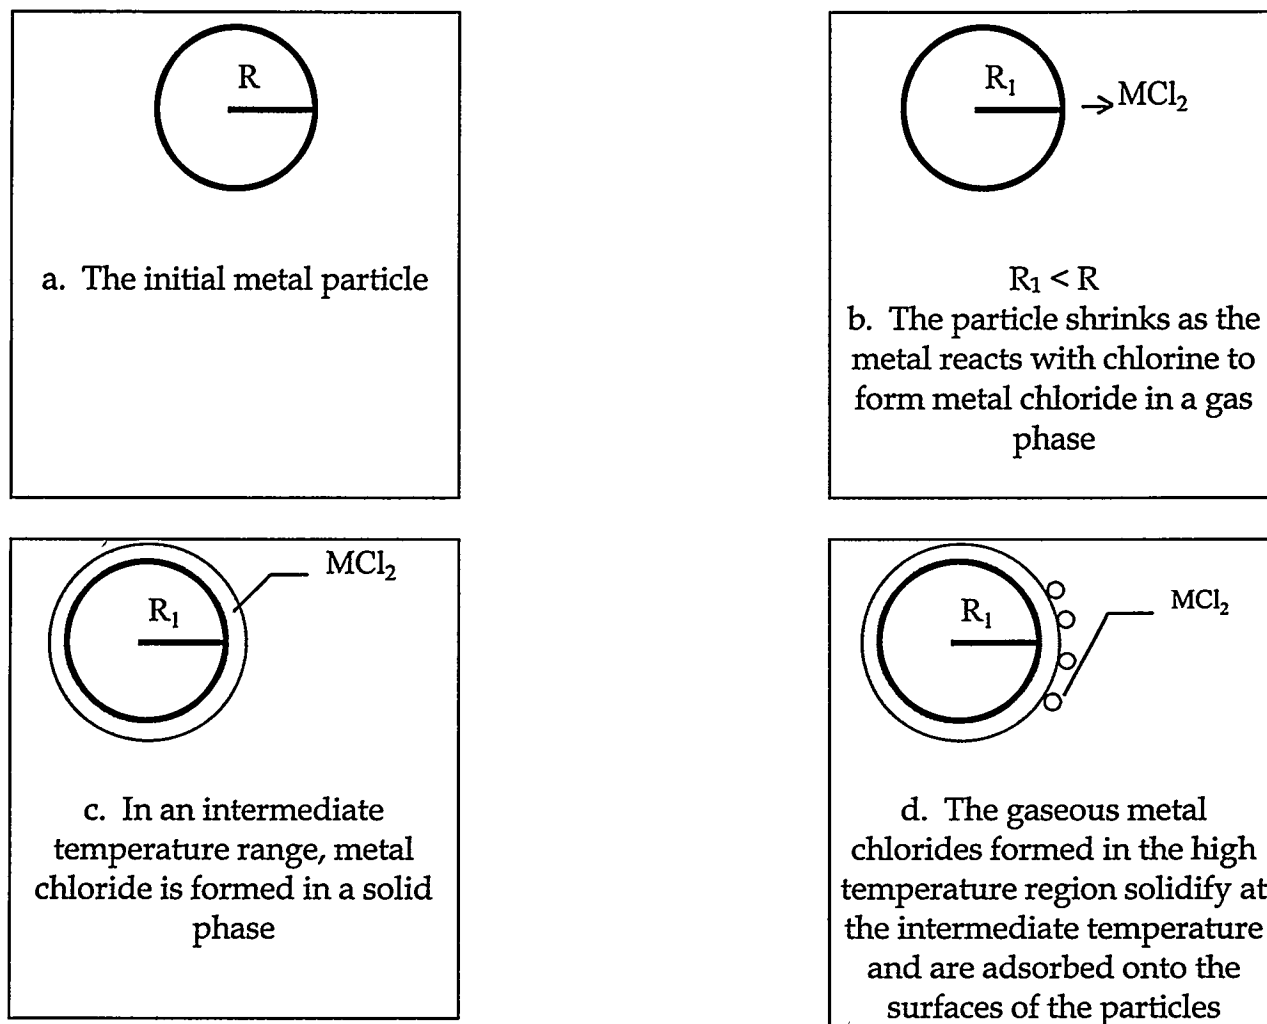 R
a. The initial metal particle
R₁
→MCl₂
R₁ < R
b. The particle shrinks as the
metal reacts with chlorine to
form metal chloride in a gas
phase
MCl₂
R₁
c. In an intermediate
temperature range, metal
chloride is formed in a solid
phase
R₁
MCl₂
d. The gaseous metal
chlorides formed in the high
temperature region solidify at
the intermediate temperature
and are adsorbed onto the
surfaces of the particles